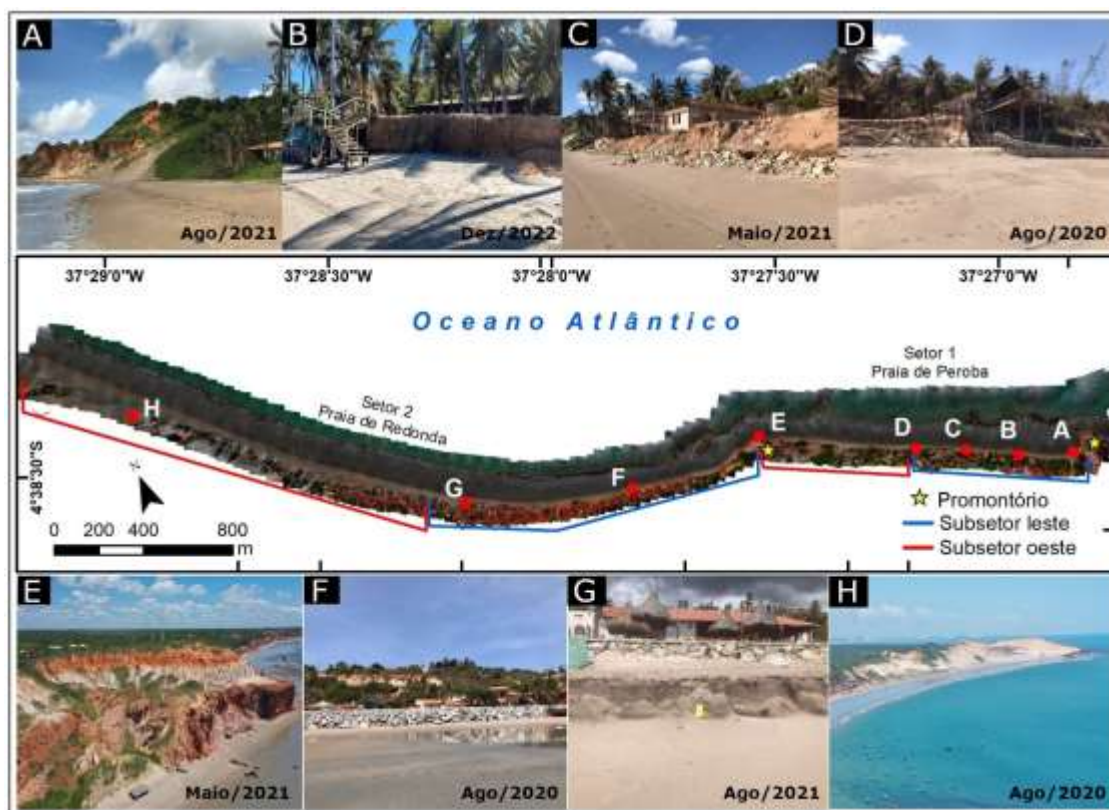 A
B
C
D
Ago/2021
Dez/2022
Maio/2021
Ago/2020
37°29'0"W
37°28'30"W
37°28'0"W
37°27'30"W
37°27'0"W
Oceano Atlântico
Setor 1
Praia de Peroba
Setor 2
Praia de Redonda
H
G
F
E
D
C
B
A
4°38'30"S
N
0 200 400 800
m
Promontório
Subsetor leste
Subsetor oeste
E
F
G
H
Maio/2021
Ago/2020
Ago/2021
Ago/2020